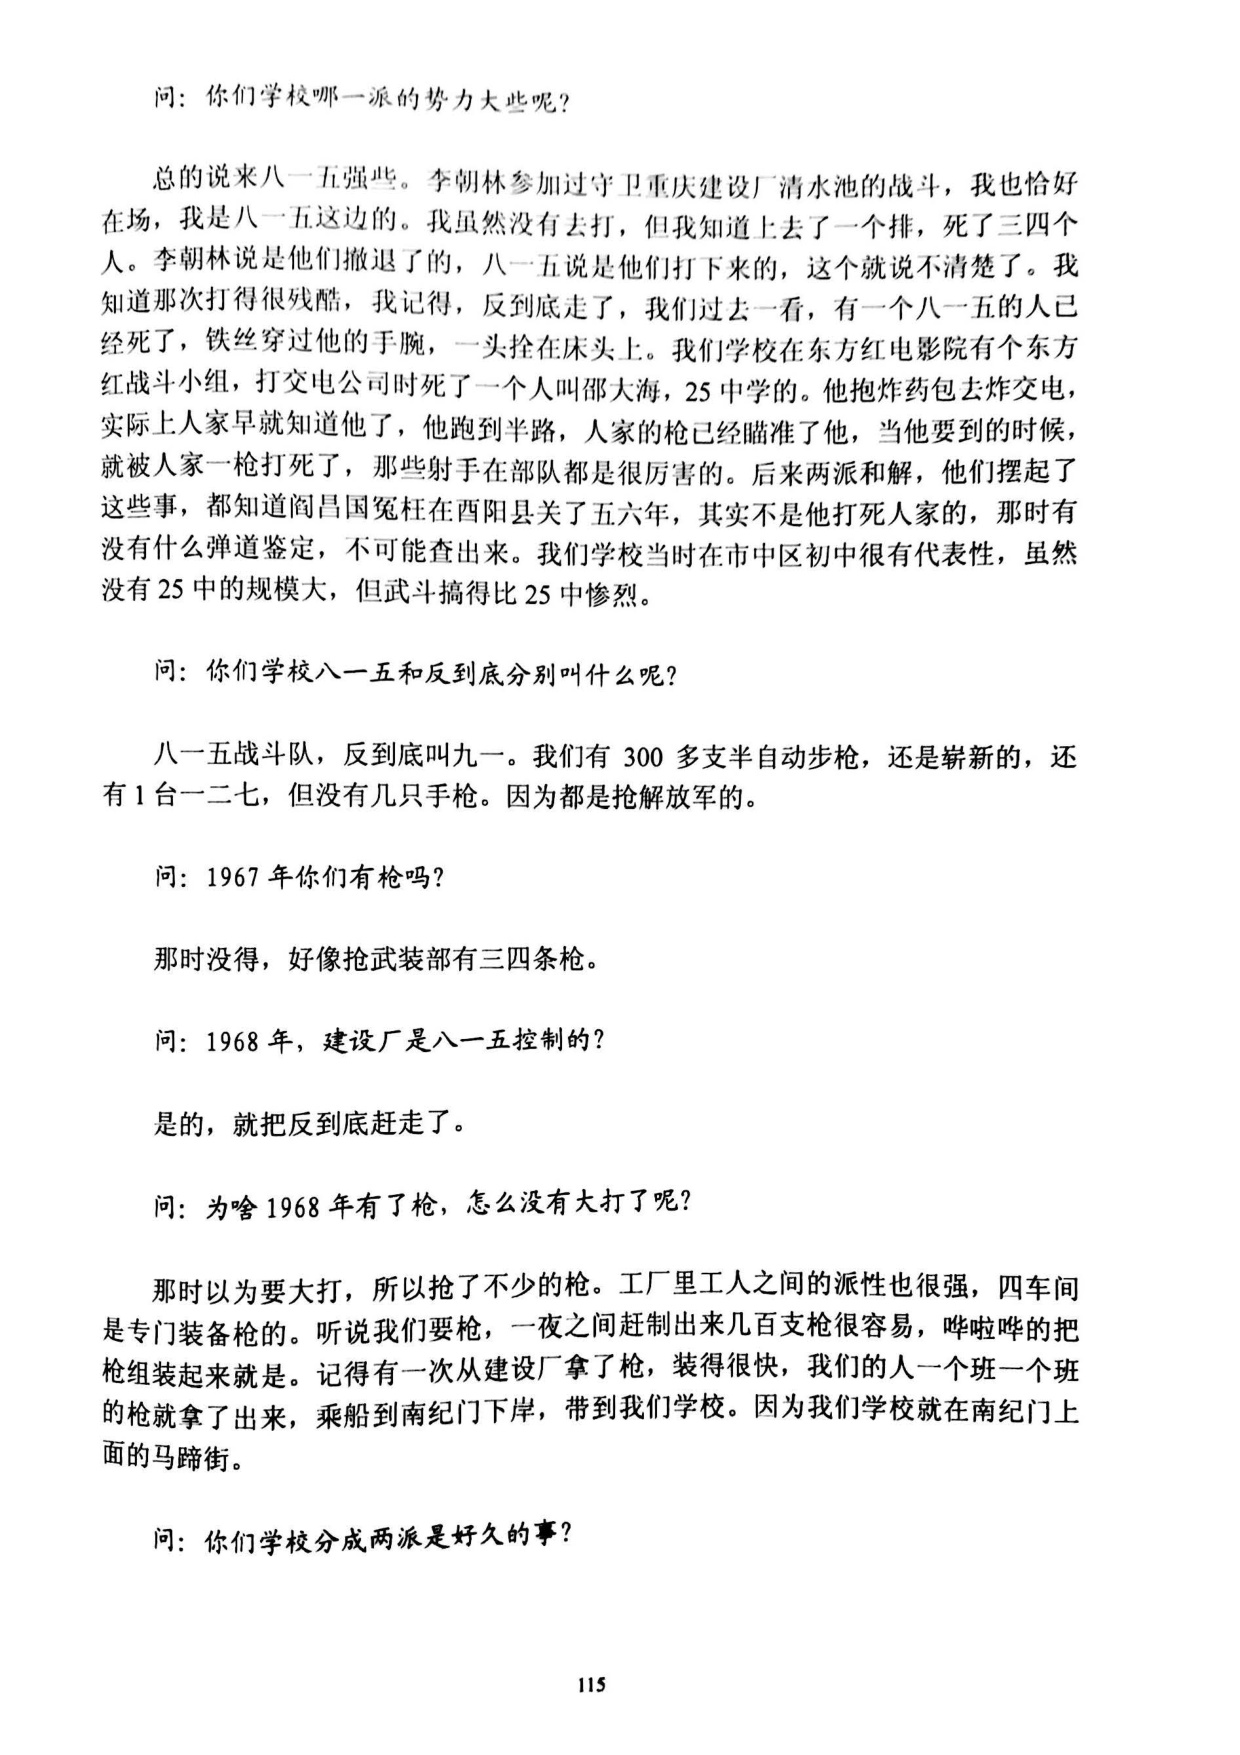 问：你们学校哪一派的势力大些呢？
总的说来八一五强些。李朝林参加过守卫重庆建设厂清水池的战斗，我也恰好
在场，我是八一五这边的。我虽然没有去打，但我知道上去了一个排，死了三四个
人。李朝林说是他们撤退了的，八一五说是他们打下来的，这个就说不清楚了。我
知道那次打得很残酷，我记得，反到底走了，我们过去一看，有一个八一五的人已
经死了，铁丝穿过他的手腕，一头拴在床头上。我们学校在东方红电影院有个东方
红战斗小组，打交电公司时死了一个人叫邵大海，25 中学的。他抱炸药包去炸交电，
实际上人家早就知道他了，他跑到半路，人家的枪已经瞄准了他，当他要到的时候，
就被人家一枪打死了，那些射手在部队都是很厉害的。后来两派和解，他们摆起了
这些事，都知道阎昌国冤枉在酉阳县关了五六年，其实不是他打死人家的，那时有
没有什么弹道鉴定，不可能查出来。我们学校当时在市中区初中很有代表性，虽然
没有 25 中的规模大，但武斗搞得比 25 中惨烈。
问：你们学校八一五和反到底分别叫什么呢？
八一五战斗队，反到底叫九一。我们有 300 多支半自动步枪，还是崭新的，还
有 1 台一二七，但没有几只手枪。因为都是抢解放军的。
问：1967 年你们有枪吗？
那时没得，好像抢武装部有三四条枪。
问：1968 年，建设厂是八一五控制的？
是的，就把反到底赶走了。
问：为啥 1968 年有了枪，怎么没有大打了呢？
那时以为要大打，所以抢了不少的枪。工厂里工人之间的派性也很强，四车间
是专门装备枪的。听说我们要枪，一夜之间赶制出来几百支枪很容易，哗啦哗的把
枪组装起来就是。记得有一次从建设厂拿了枪，装得很快，我们的人一个班一个班
的枪就拿了出来，乘船到南纪门下岸，带到我们学校。因为我们学校就在南纪门上
面的马蹄街。
问：你们学校分成两派是好久的事？
115